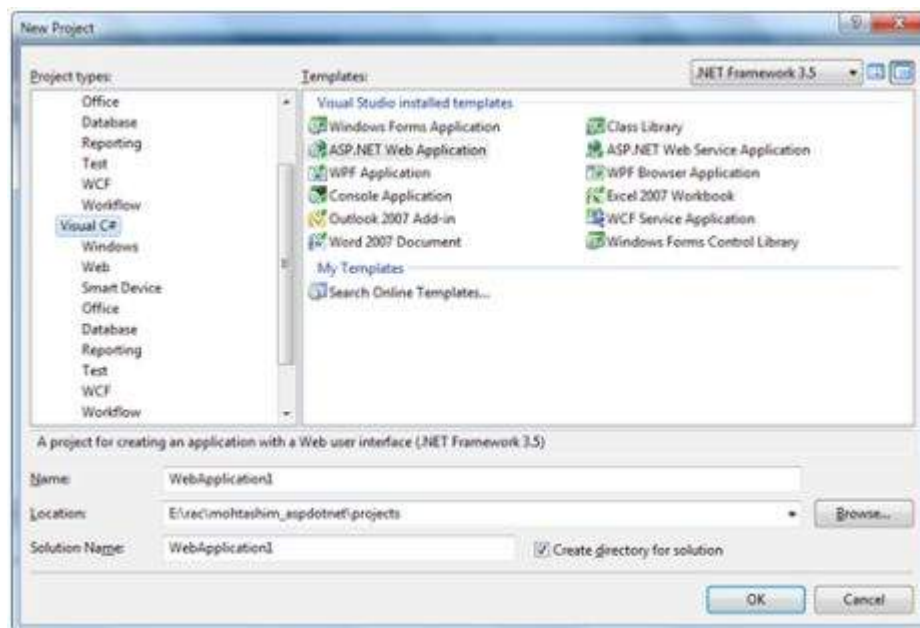 New Project
Project types:
Templates:
.NET Framework 3.5
Office
Database
Reporting
Test
WCF
Workflow
Visual C#
Windows
Web
Smart Device
Office
Database
Reporting
Test
WCF
Workflow
Visual Studio installed templates
Windows Forms Application
ASP.NET Web Application
WPF Application
Console Application
Outlook 2007 Add-in
Word 2007 Document
Class Library
ASP.NET Web Service Application
WPF Browser Application
Excel 2007 Workbook
WCF Service Application
Windows Forms Control Library
My Templates
Search Online Templates...
A project for creating an application with a Web user interface (.NET Framework 3.5)
Name: WebApplication1
Location: E:\rac\mohtashim_aspdotnet\projects
Browse...
Solution Name: WebApplication1
Create directory for solution
OK
Cancel